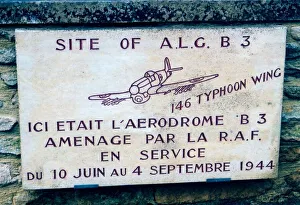 SITE OF A.L.G. B 3
146 TYPHOON WING
ICI ETAIT L'AERODROME B 3
AMENAGE PAR LA R.A.F.
EN SERVICE
DU 10 JUIN AU 4 SEPTEMBRE 1944